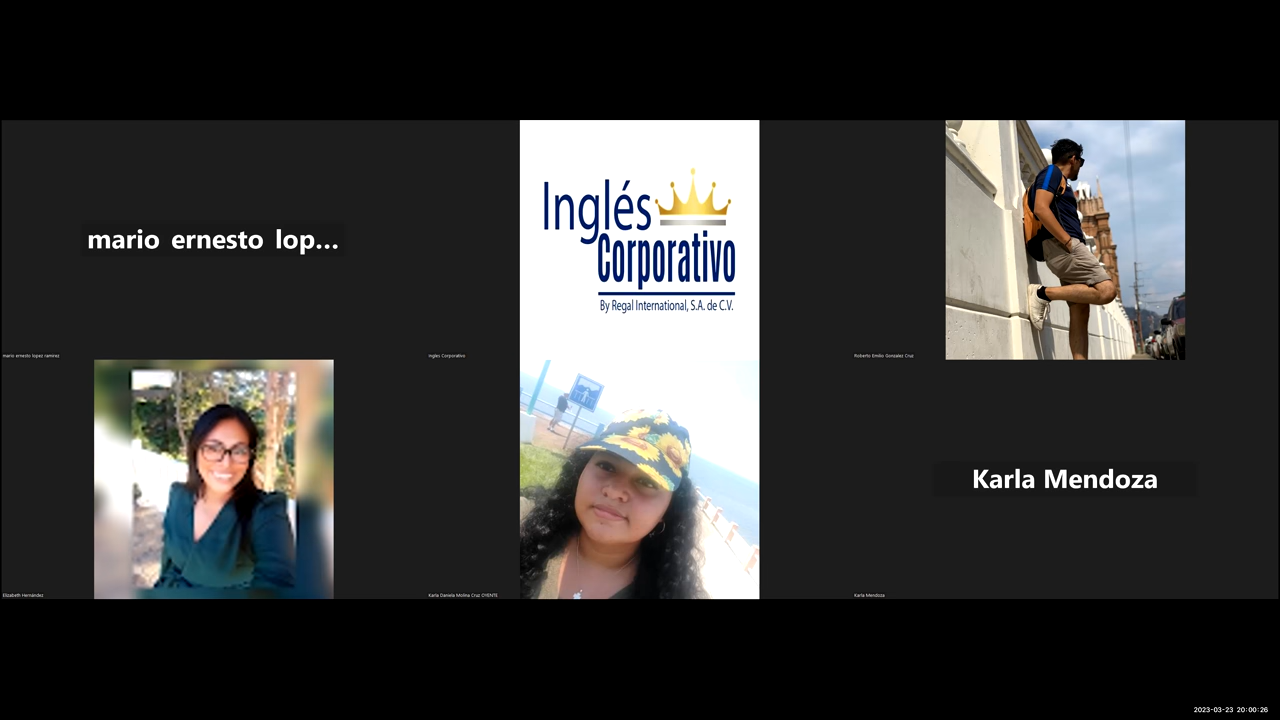 mario ernesto lop...
mario ernesto lopez ramirez
Inglés
Corporativo
By Regal International, S.A. de C.V.
Ingles Corporativo
Roberto Emilio Gonzalez Cruz
Elizabeth Hernández
Karla Daniela Molina Cruz OYENTE
Karla Mendoza
Karla Mendoza
2023-03-23 20:00:26